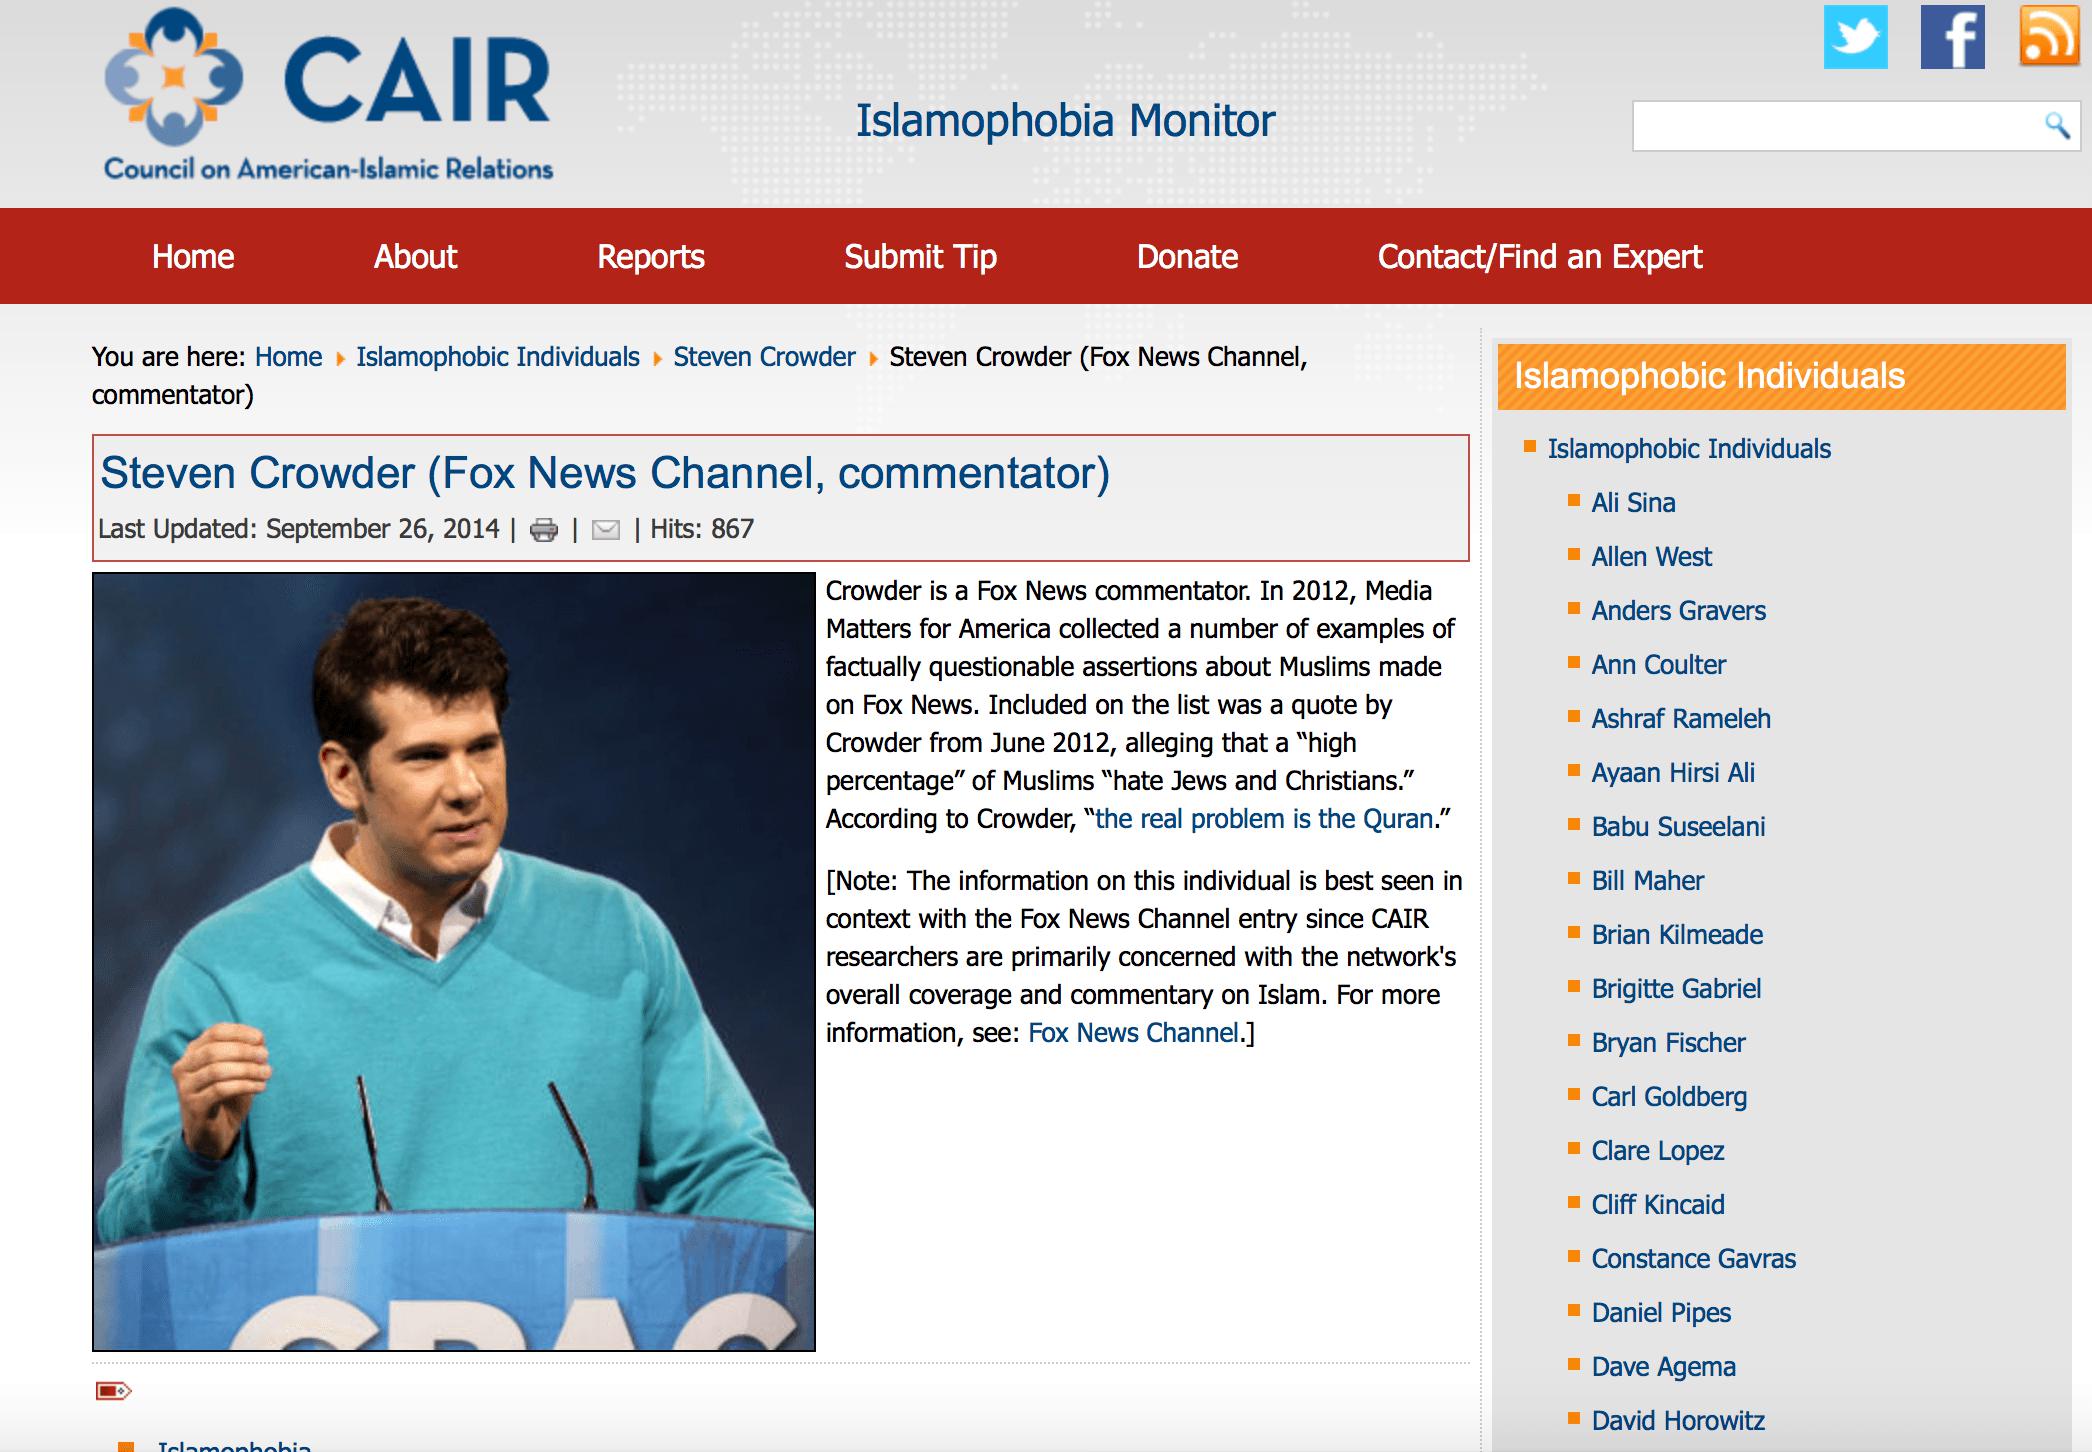 CAIR
Council on American-Islamic Relations
Islamophobia Monitor
Home About Reports Submit Tip Donate Contact/Find an Expert
You are here: Home Islamophobic Individuals Steven Crowder Steven Crowder (Fox News Channel,
commentator)
Steven Crowder (Fox News Channel, commentator)
Last Updated: September 26, 2014 | | | Hits: 867
Crowder is a Fox News commentator. In 2012, Media
Matters for America collected a number of examples of
factually questionable assertions about Muslims made
on Fox News. Included on the list was a quote by
Crowder from June 2012, alleging that a “high
percentage” of Muslims “hate Jews and Christians.”
According to Crowder, “the real problem is the Quran.”
[Note: The information on this individual is best seen in
context with the Fox News Channel entry since CAIR
researchers are primarily concerned with the network's
overall coverage and commentary on Islam. For more
information, see: Fox News Channel.]
CPAC
Islamophobia
Islamophobic Individuals
Islamophobic Individuals
Ali Sina
Allen West
Anders Gravers
Ann Coulter
Ashraf Rameleh
Ayaan Hirsi Ali
Babu Suseelani
Bill Maher
Brian Kilmeade
Brigitte Gabriel
Bryan Fischer
Carl Goldberg
Clare Lopez
Cliff Kincaid
Constance Gavras
Daniel Pipes
Dave Agema
David Horowitz